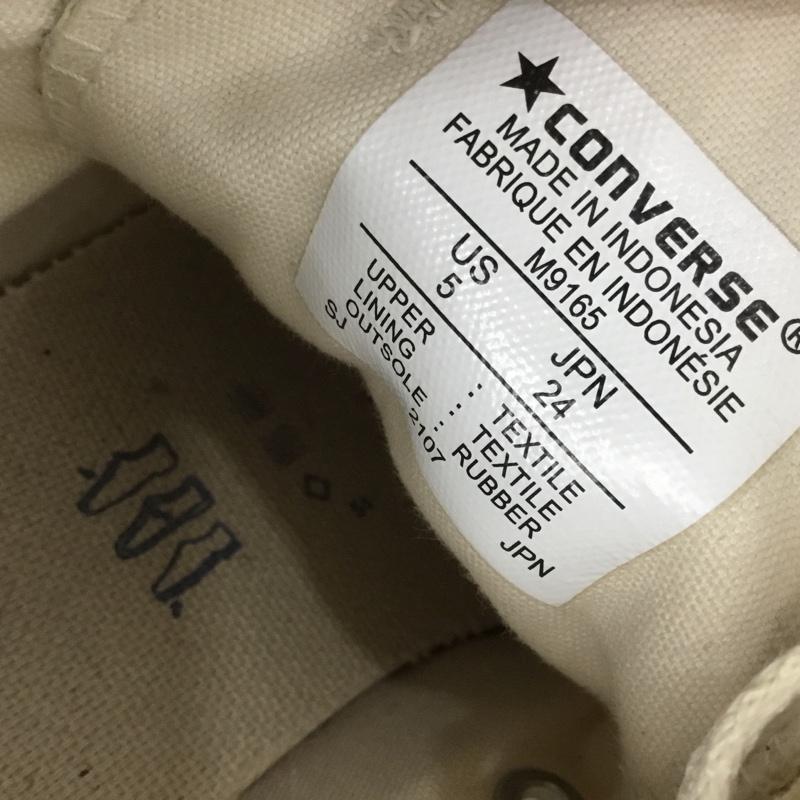 ★CONVERSE®
MADE IN INDONESIA
FABRIQUE EN INDONÉSIE
M9165
US JPN
5 24
UPPER : TEXTILE
LINING : TEXTILE
OUTSOLE : RUBBER
SJ 2107 JPN